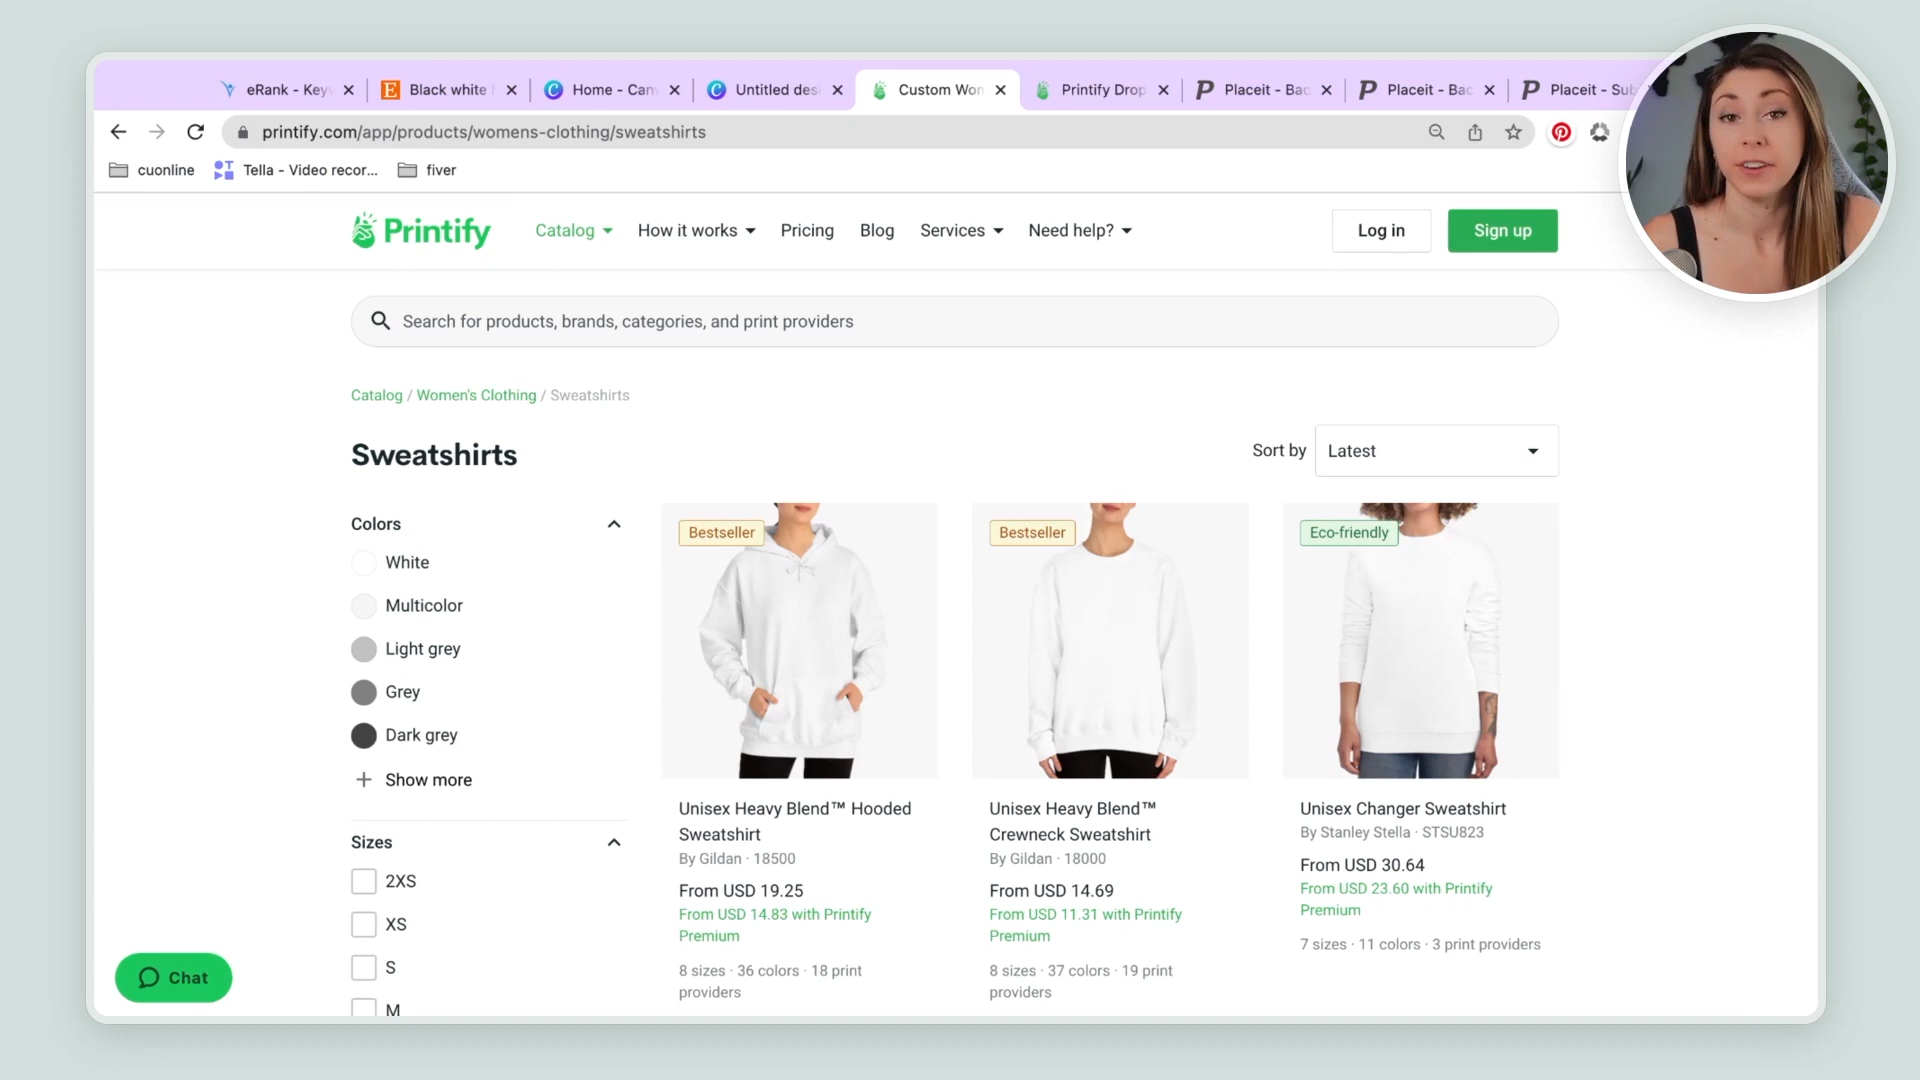 eRank - Key
Black white
Home - Can
Untitled des
Custom Wom
Printify Drop
Placeit - Bac
Placeit - Bac
Placeit - Sub
printify.com/app/products/womens-clothing/sweatshirts
cuonline
Tella - Video recor...
fiver
Printify
Catalog
How it works
Pricing
Blog
Services
Need help?
Log in
Sign up
Search for products, brands, categories, and print providers
Catalog / Women's Clothing / Sweatshirts
Sweatshirts
Sort by
Latest
Colors
White
Multicolor
Light grey
Grey
Dark grey
Show more
Sizes
2XS
XS
S
M
Chat
Bestseller
Unisex Heavy Blend™ Hooded
Sweatshirt
By Gildan · 18500
From USD 19.25
From USD 14.83 with Printify
Premium
8 sizes · 36 colors · 18 print
providers
Bestseller
Unisex Heavy Blend™
Crewneck Sweatshirt
By Gildan · 18000
From USD 14.69
From USD 11.31 with Printify
Premium
8 sizes · 37 colors · 19 print
providers
Eco-friendly
Unisex Changer Sweatshirt
By Stanley Stella · STSU823
From USD 30.64
From USD 23.60 with Printify
Premium
7 sizes · 11 colors · 3 print providers